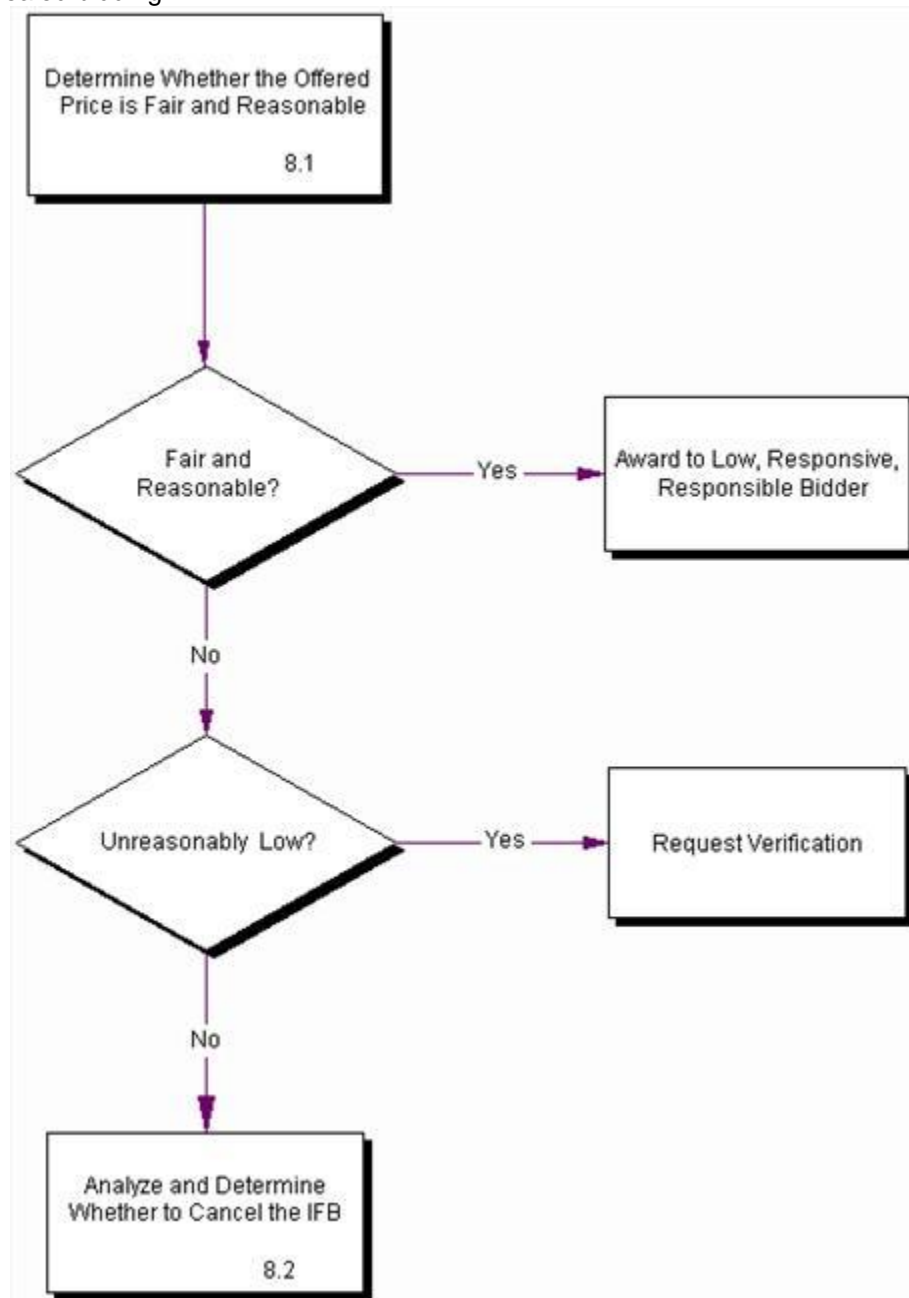 Determine Whether the Offered
Price is Fair and Reasonable
8.1
Fair and
Reasonable?
Yes
Award to Low, Responsive,
Responsible Bidder
No
Unreasonably Low?
Yes
Request Verification
No
Analyze and Determine
Whether to Cancel the IFB
8.2